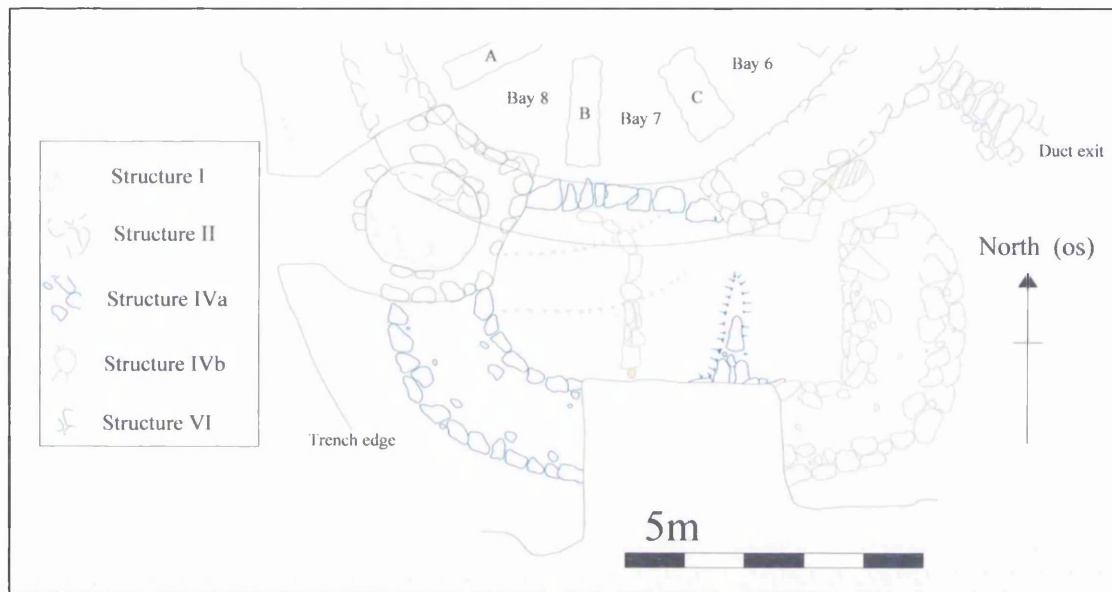 A
Bay 8
B
Bay 7
C
Bay 6
Duct exit
Structure I
Structure II
Structure IVa
Structure IVb
Structure VI
North (os)
Trench edge
5m